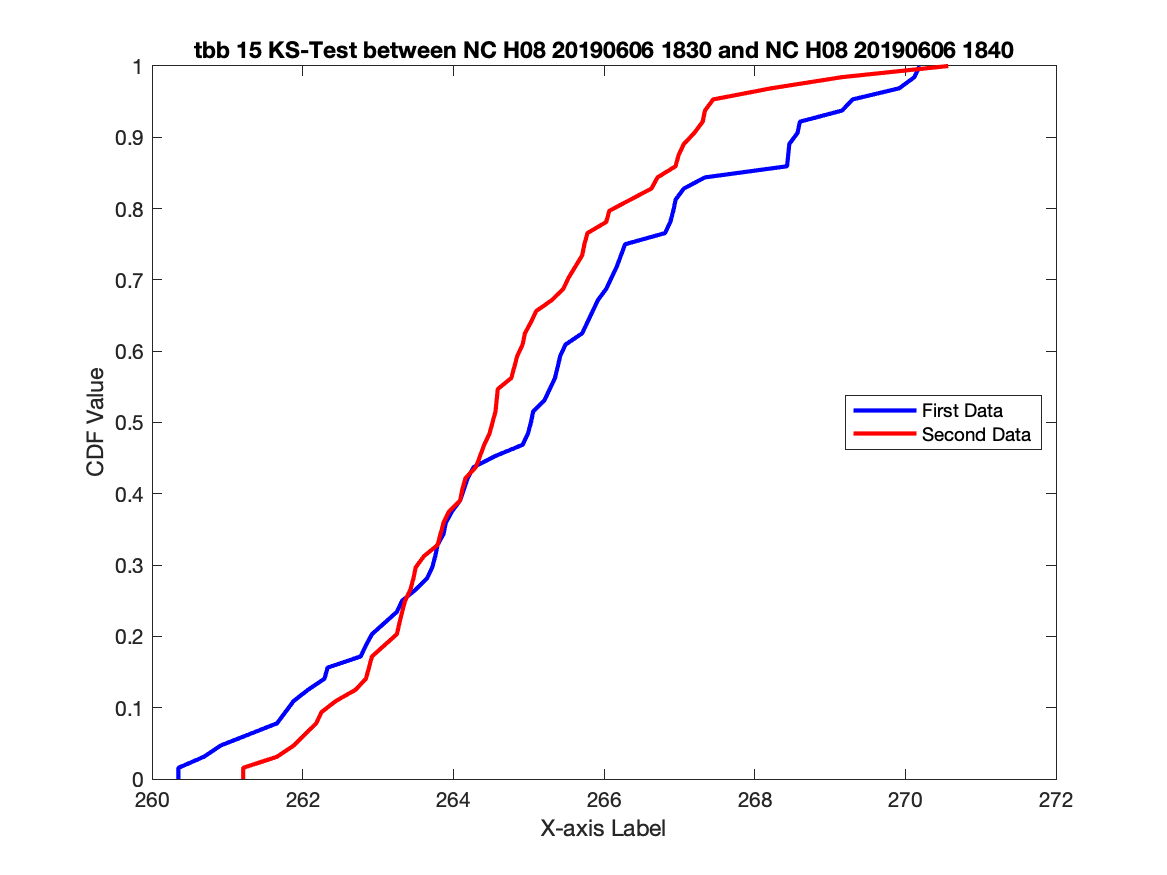 tbb 15 KS-Test between NC H08 20190606 1830 and NC H08 20190606 1840
1
0.9
0.8
0.7
0.6
0.5
0.4
0.3
0.2
0.1
0
CDF Value
First Data
Second Data
260 262 264 266 268 270 272
X-axis Label